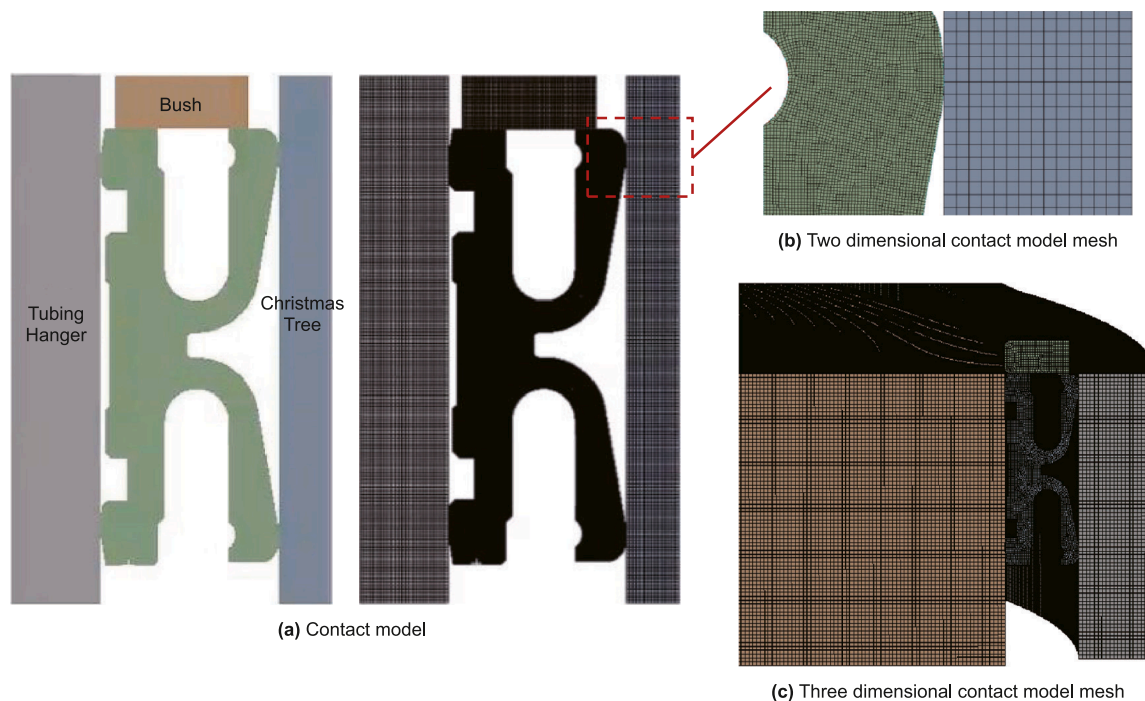 Bush
Tubing
Hanger
Christmas
Tree
(a) Contact model
(b) Two dimensional contact model mesh
(c) Three dimensional contact model mesh